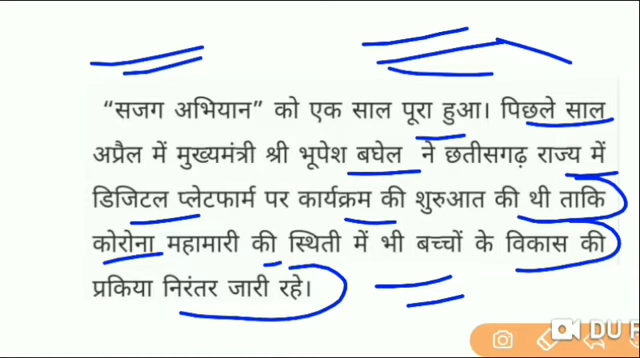 “सजग अभियान” को एक साल पूरा हुआ। पिछले साल
अप्रैल में मुख्यमंत्री श्री भूपेश बघेल ने छतीसगढ़ राज्य में
डिजिटल प्लेटफार्म पर कार्यक्रम की शुरुआत की थी ताकि
कोरोना महामारी की स्थिती में भी बच्चों के विकास की
प्रकिया निरंतर जारी रहे।
DU